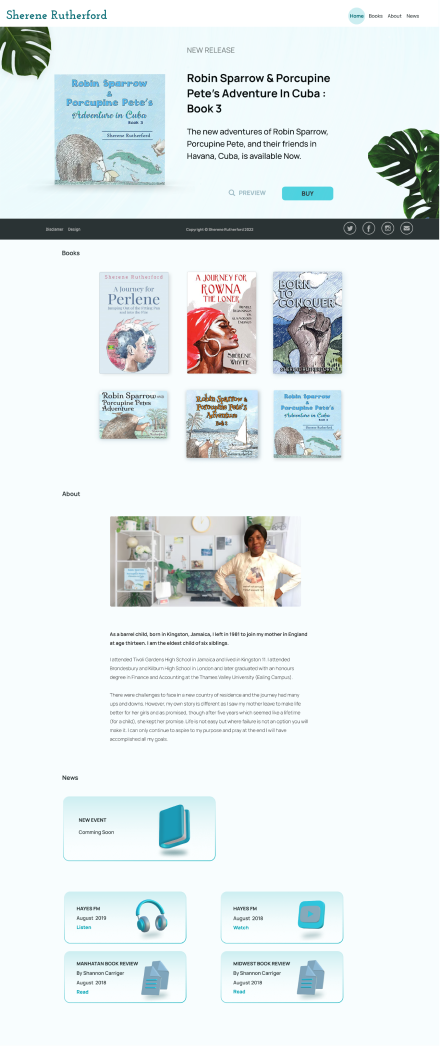 Sherene Rutherford
Home Books About News
NEW RELEASE
Robin Sparrow & Porcupine
Pete's Adventure In Cuba :
Book 3
The new adventures of Robin Sparrow,
Porcupine Pete, and their friends in
Havana, Cuba, is available Now.
PREVIEW
BUY
Robin Sparrow
&
Porcupine Pete's
Adventure in Cuba
Book 3
Sherene Rutherford
Disclaimer Design
Copyright © Sherene Rutherford 2022
Books
Sherene Rutherford
A Journey for
Perlene
A JOURNEY FOR
ROWNA
THE LONER
SHERENE
WHYTE
BORN
TO
CONQUER
Robin Sparrow and
Porcupine Petes
Adventure
Robin Sparrow &
Porcupine Pete's
Adventure
Book 2
Robin Sparrow
&
Porcupine Pete's
Adventure in Cuba
Book 3
About
As a barrel child, born in Kingston, Jamaica, I left in 1981 to join my mother in England
at age thirteen. I am the eldest child of six siblings.
I attended Tivoli Gardens High School in Jamaica and lived in Kingston 11. I attended
Brondesbury and Kilburn High School in London and later graduated with an honours
degree in Finance and Accounting at the Thames Valley University (Ealing Campus).
There were challenges to face in a new country of residence and the journey had many
ups and downs. However, my own story is different as I saw my mother leave to make life
better for her girls and as promised, though after five years which seemed like a lifetime
(for a child), she kept her promise. Life is not easy but where failure is not an option you will
make it. I can only continue to aspire to my purpose and pray at the end I will have
accomplished all my goals.
News
NEW EVENT
Comming Soon
HAYES FM
August 2019
Listen
HAYES FM
August 2018
Watch
MANHATAN BOOK REVIEW
By Shannon Carriger
August 2018
Read
MIDWEST BOOK REVIEW
By Shannon Carriger
August 2018
Read